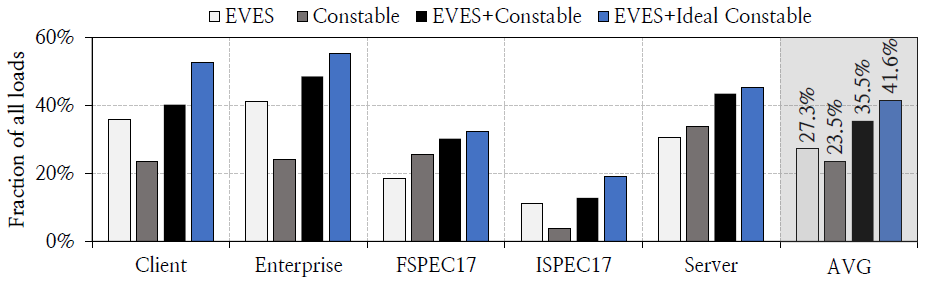 EVES Constable EVES+Constable EVES+Ideal Constable
Fraction of all loads
60%
40%
20%
0%
27.3%
23.5%
35.5%
41.6%
Client Enterprise FSPEC17 ISPEC17 Server AVG